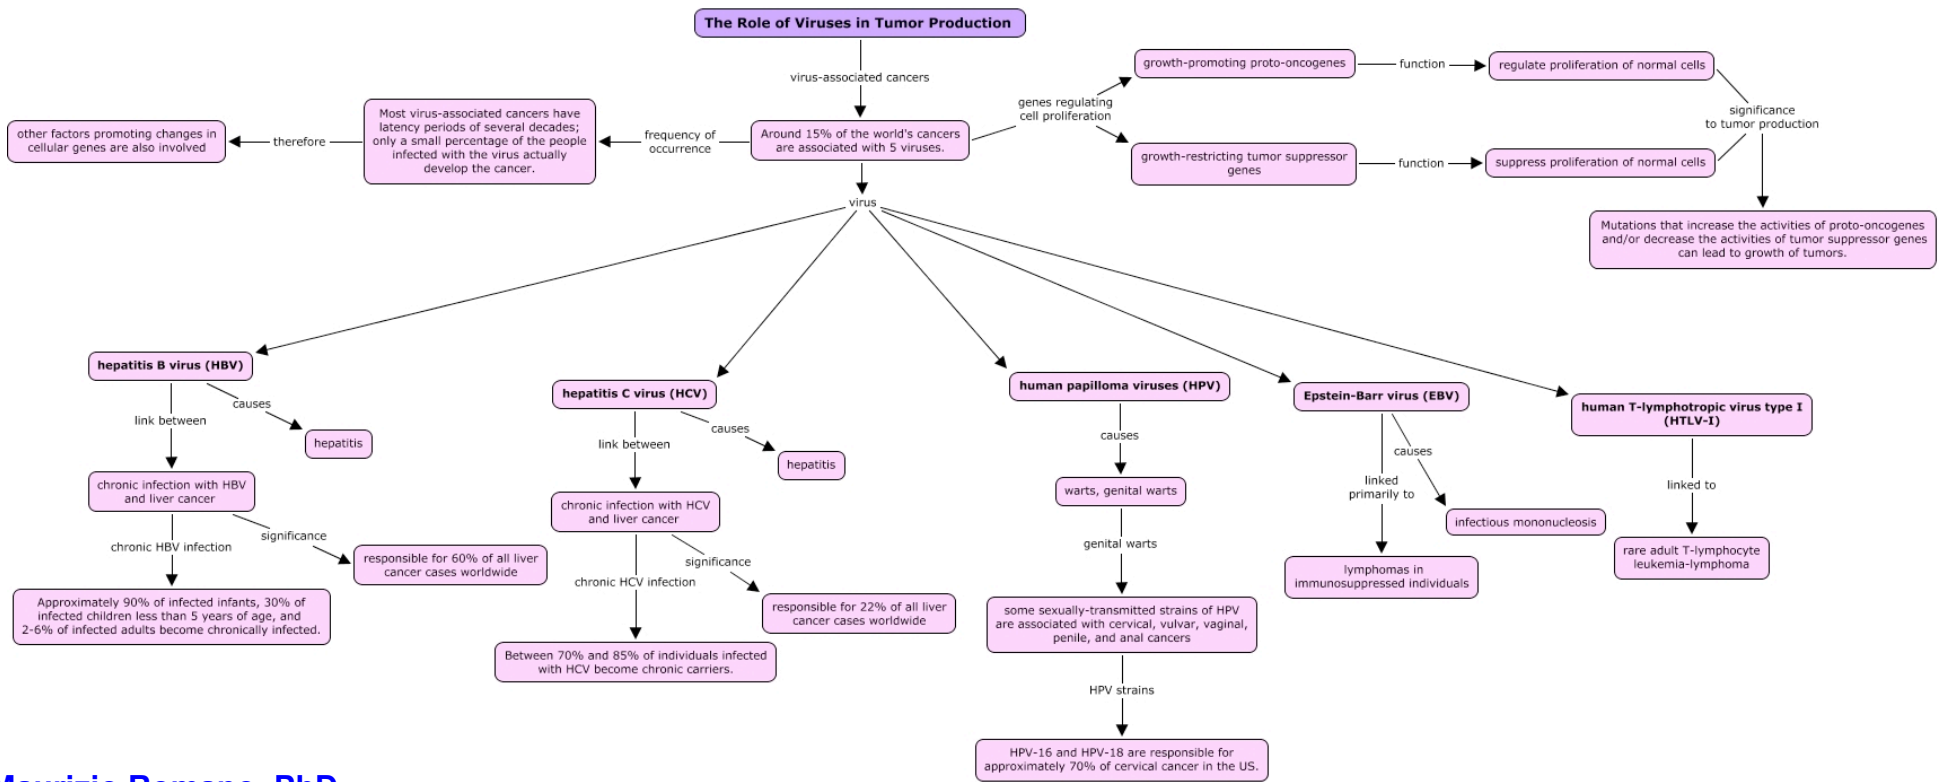 The Role of Viruses in Tumor Production
virus-associated cancers
Around 15% of the world's cancers
are associated with 5 viruses.
frequency of
occurrence
Most virus-associated cancers have
latency periods of several decades;
only a small percentage of the people
infected with the virus actually
develop the cancer.
therefore
other factors promoting changes in
cellular genes are also involved
genes regulating
cell proliferation
growth-promoting proto-oncogenes
function
regulate proliferation of normal cells
growth-restricting tumor suppressor
genes
function
suppress proliferation of normal cells
significance
to tumor production
Mutations that increase the activities of proto-oncogenes
and/or decrease the activities of tumor suppressor genes
can lead to growth of tumors.
virus
hepatitis B virus (HBV)
causes
hepatitis
link between
chronic infection with HBV
and liver cancer
significance
responsible for 60% of all liver
cancer cases worldwide
chronic HBV infection
Approximately 90% of infected infants, 30% of
infected children less than 5 years of age, and
2-6% of infected adults become chronically infected.
hepatitis C virus (HCV)
causes
hepatitis
link between
chronic infection with HCV
and liver cancer
significance
responsible for 22% of all liver
cancer cases worldwide
chronic HCV infection
Between 70% and 85% of individuals infected
with HCV become chronic carriers.
human papilloma viruses (HPV)
causes
warts, genital warts
genital warts
some sexually-transmitted strains of HPV
are associated with cervical, vulvar, vaginal,
penile, and anal cancers
HPV strains
HPV-16 and HPV-18 are responsible for
approximately 70% of cervical cancer in the US.
Epstein-Barr virus (EBV)
causes
infectious mononucleosis
linked
primarily to
lymphomas in
immunosuppressed individuals
human T-lymphotropic virus type I
(HTLV-I)
linked to
rare adult T-lymphocyte
leukemia-lymphoma